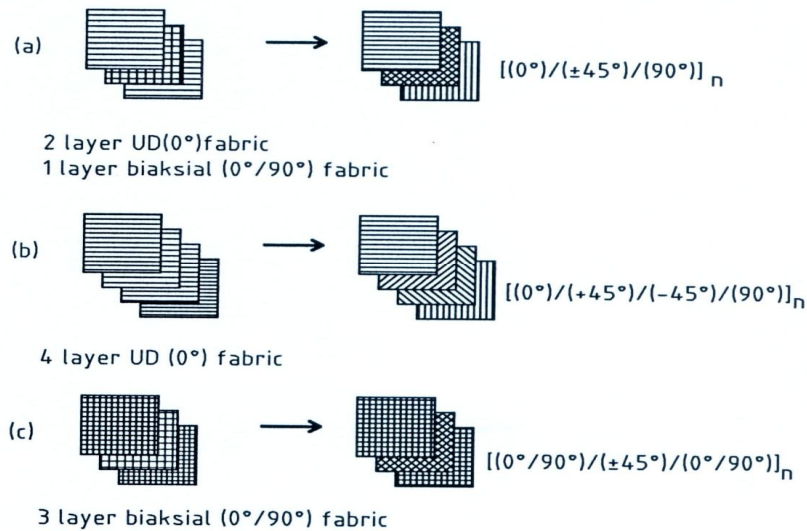 (a)
[(0°)/(±45°)/(90°)] n
2 layer UD(0°)fabric
1 layer biaksial (0°/90°) fabric
(b)
[(0°)/(+45°)/(-45°)/(90°)]n
4 layer UD (0°) fabric
(c)
[(0°/90°)/(±45°)/(0°/90°)]n
3 layer biaksial (0°/90°) fabric